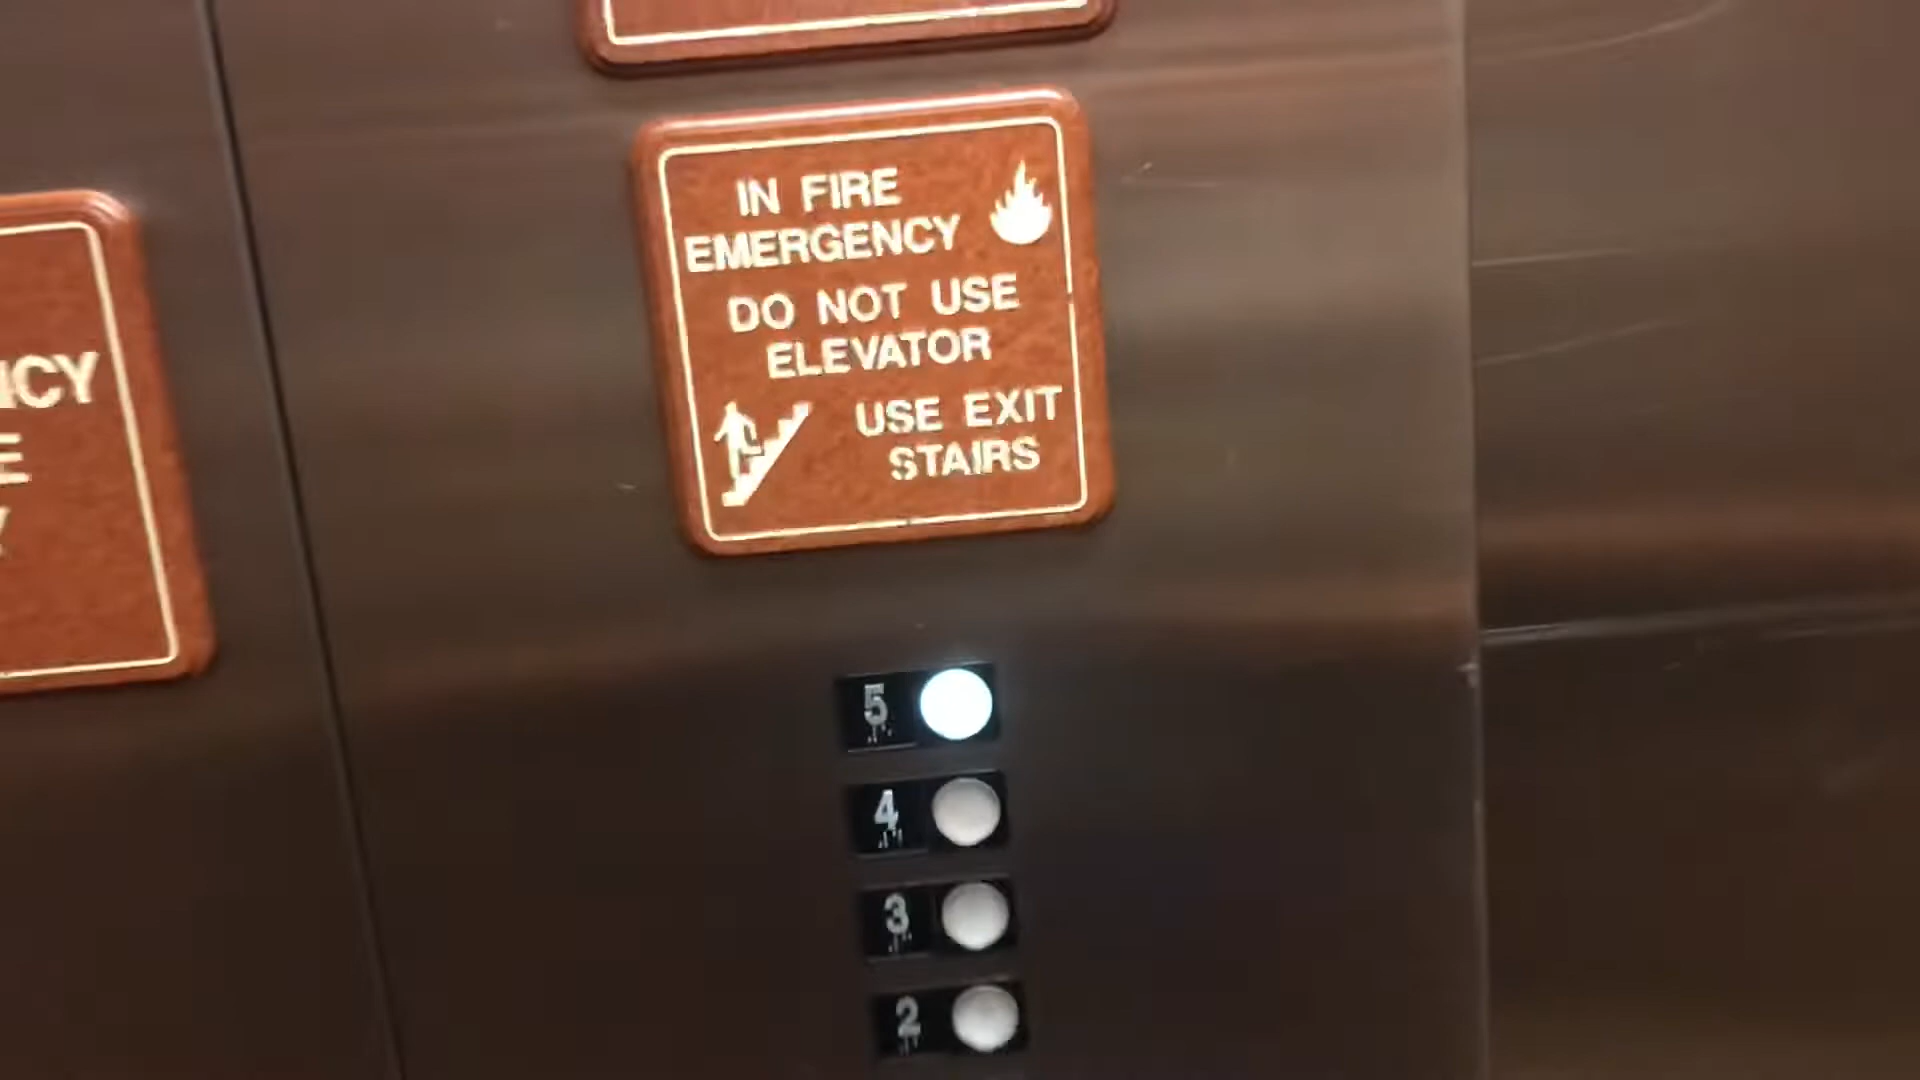 IN FIRE
EMERGENCY
DO NOT USE
ELEVATOR
USE EXIT
STAIRS
5
4
3
2